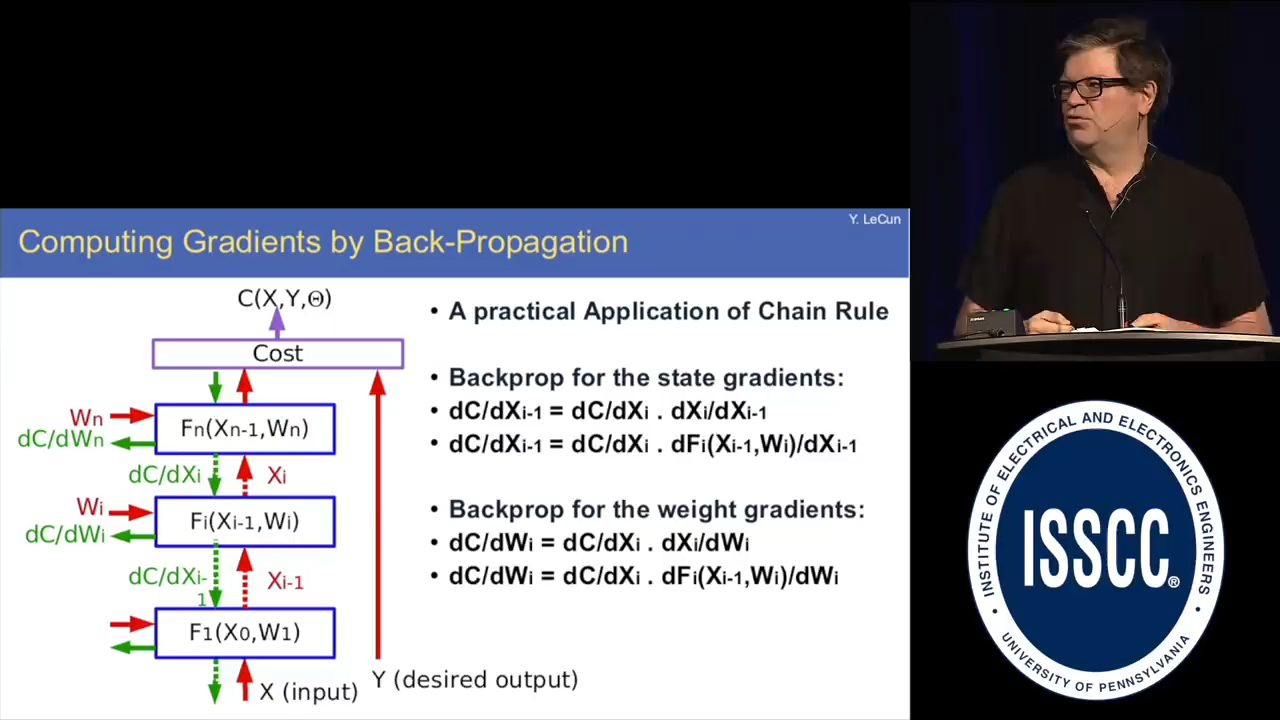 Y. LeCun
Computing Gradients by Back-Propagation
C(X,Y,Θ)
Cost
Wn
dC/dWn
Fn(Xn-1,Wn)
dC/dXi
Xi
Wi
dC/dWi
Fi(Xi-1,Wi)
dC/dXi-
1
Xi-1
F1(X0,W1)
X (input)
Y (desired output)
• A practical Application of Chain Rule
• Backprop for the state gradients:
• dC/dXi-1 = dC/dXi . dXi/dXi-1
• dC/dXi-1 = dC/dXi . dFi(Xi-1,Wi)/dXi-1
• Backprop for the weight gradients:
• dC/dWi = dC/dXi . dXi/dWi
• dC/dWi = dC/dXi . dFi(Xi-1,Wi)/dWi
INSTITUTE OF ELECTRICAL AND ELECTRONICS ENGINEERS
ISSCC®
• UNIVERSITY OF PENNSYLVANIA •